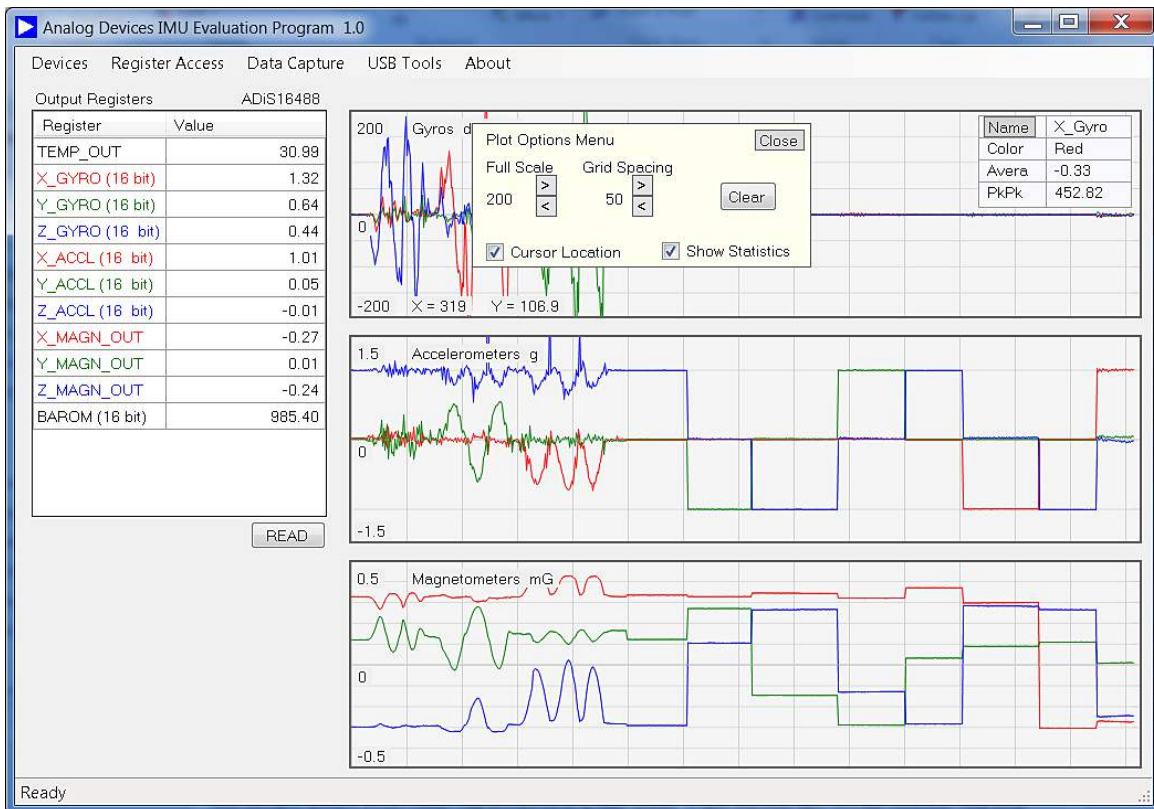 Analog Devices IMU Evaluation Program 1.0
Devices Register Access Data Capture USB Tools About
Output Registers ADiS16488
Register Value
TEMP_OUT 30.99
X_GYRO (16 bit) 1.32
Y_GYRO (16 bit) 0.64
Z_GYRO (16 bit) 0.44
X_ACCL (16 bit) 1.01
Y_ACCL (16 bit) 0.05
Z_ACCL (16 bit) -0.01
X_MAGN_OUT -0.27
Y_MAGN_OUT 0.01
Z_MAGN_OUT -0.24
BAROM (16 bit) 985.40
READ
200 Gyros d
0
-200 X = 319 Y = 106.9
Plot Options Menu Close
Full Scale Grid Spacing
200 > < 50 > < Clear
Cursor Location Show Statistics
Name X_Gyro
Color Red
Avera -0.33
PkPk 452.82
1.5 Accelerometers g
0
-1.5
0.5 Magnetometers mG
0
-0.5
Ready